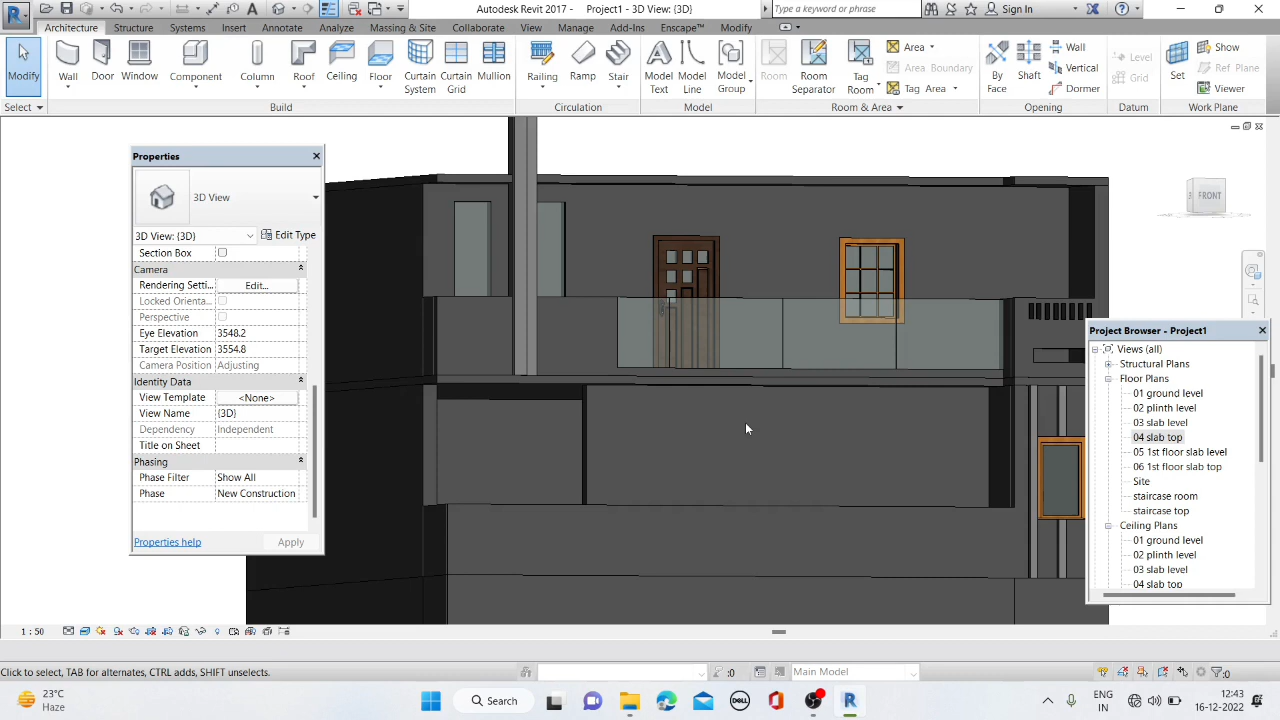 Autodesk Revit 2017 - Project1 - 3D View: {3D}
Type a keyword or phrase
Sign In
Architecture Structure Systems Insert Annotate Analyze Massing & Site Collaborate View Manage Add-Ins Escape™ Modify
Modify
Wall
Door
Window
Component
Column
Roof
Ceiling
Floor
Curtain System
Curtain Grid
Mullion
Railing
Ramp
Stair
Model Text
Model Line
Model Group
Room
Room Separator
Tag Room
Area
Area Boundary
Tag Area
By Face
Shaft
Wall
Vertical
Dormer
Level
Grid
Set
Show
Ref Plane
Viewer
Select
Build
Circulation
Model
Room & Area
Opening
Datum
Work Plane
Properties
3D View
3D View: {3D}
Edit Type
Section Box
Camera
Rendering Setti...
Edit...
Locked Orienta...
Perspective
Eye Elevation 3548.2
Target Elevation 3554.8
Camera Position Adjusting
Identity Data
View Template <None>
View Name {3D}
Dependency Independent
Title on Sheet
Phasing
Phase Filter Show All
Phase New Construction
Properties help
Apply
FRONT
Project Browser - Project1
Views (all)
Structural Plans
Floor Plans
01 ground level
02 plinth level
03 slab level
04 slab top
05 1st floor slab level
06 1st floor slab top
Site
staircase room
staircase top
Ceiling Plans
01 ground level
02 plinth level
03 slab level
04 slab top
1 : 50
Click to select, TAB for alternates, CTRL adds, SHIFT unselects.
:0
Main Model
:0
23°C
Haze
Search
DELL
ENG
IN
12:43
16-12-2022